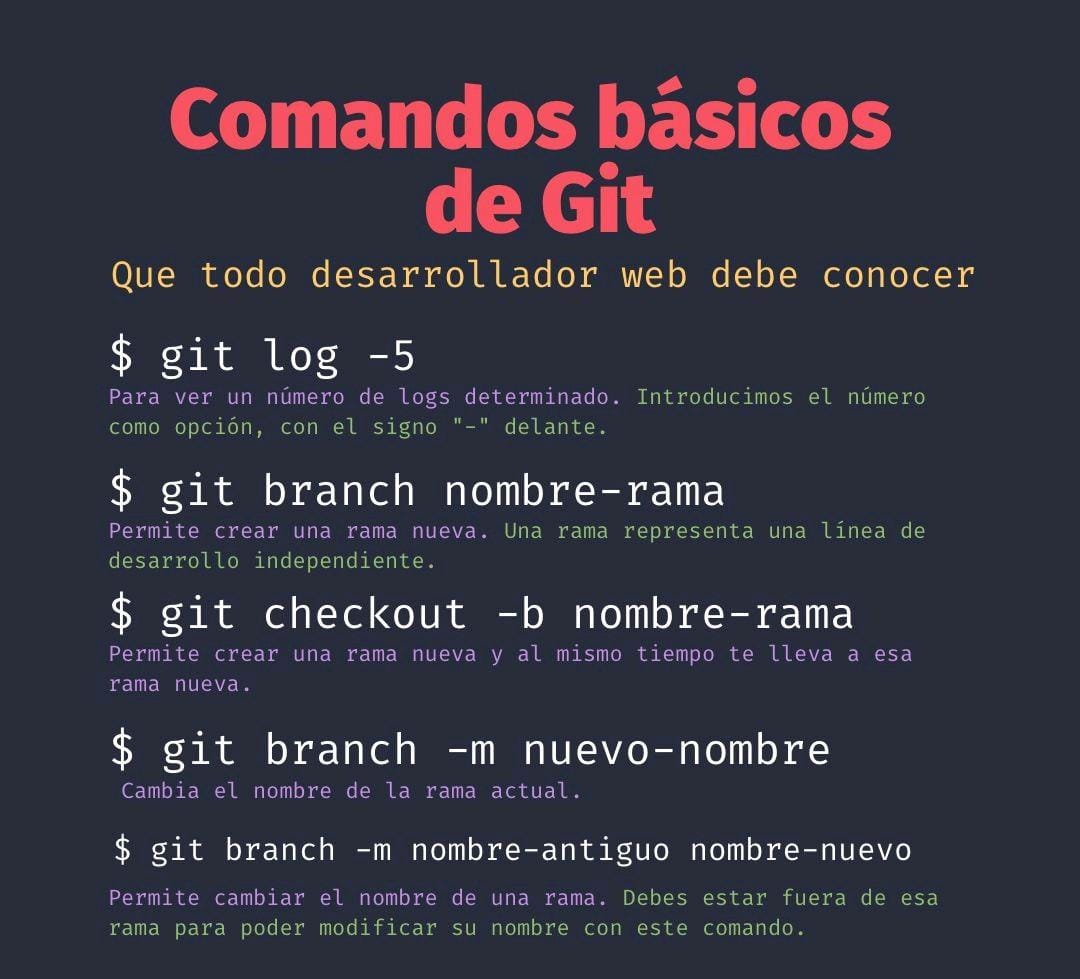 Comandos básicos
de Git
Que todo desarrollador web debe conocer
$ git log -5
Para ver un número de logs determinado. Introducimos el número
como opción, con el signo "-" delante.
$ git branch nombre-rama
Permite crear una rama nueva. Una rama representa una línea de
desarrollo independiente.
$ git checkout -b nombre-rama
Permite crear una rama nueva y al mismo tiempo te lleva a esa
rama nueva.
$ git branch -m nuevo-nombre
Cambia el nombre de la rama actual.
$ git branch -m nombre-antiguo nombre-nuevo
Permite cambiar el nombre de una rama. Debes estar fuera de esa
rama para poder modificar su nombre con este comando.